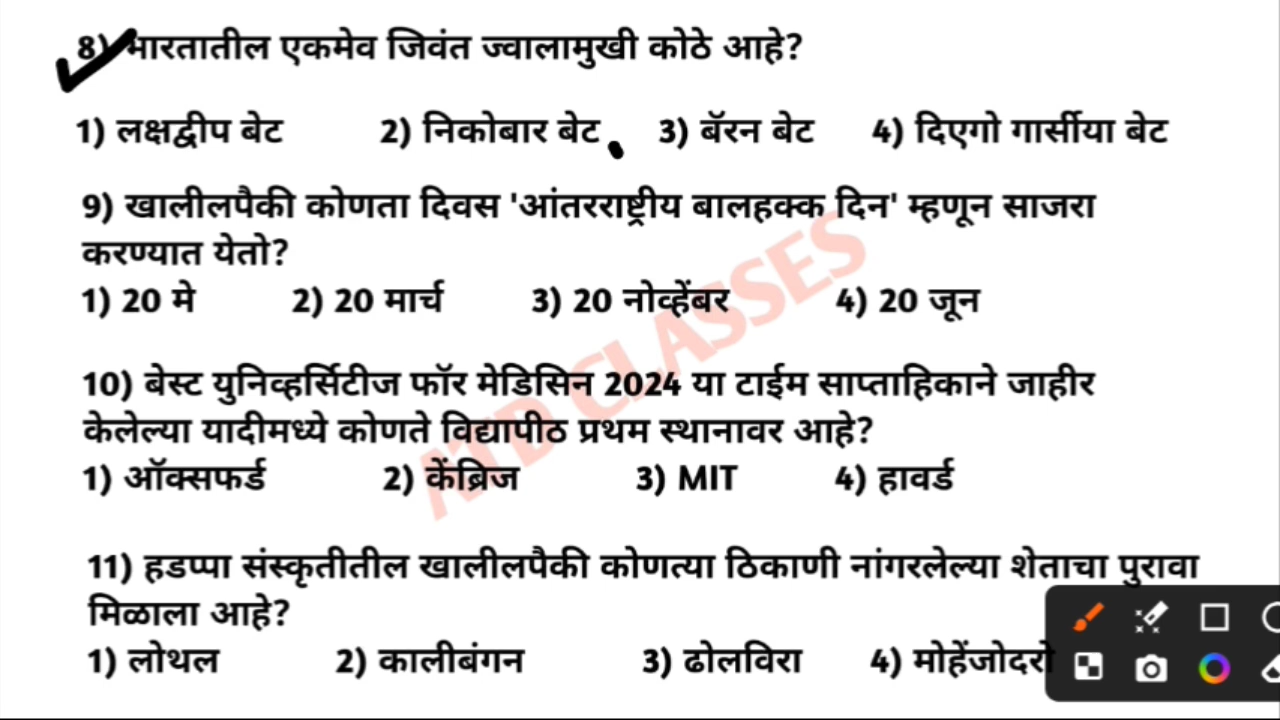 8) भारतातील एकमेव जिवंत ज्वालामुखी कोठे आहे?
1) लक्षद्वीप बेट 2) निकोबार बेट 3) बॅरन बेट 4) दिएगो गार्सीया बेट
9) खालीलपैकी कोणता दिवस 'आंतरराष्ट्रीय बालहक्क दिन' म्हणून साजरा
करण्यात येतो?
1) 20 मे 2) 20 मार्च 3) 20 नोव्हेंबर 4) 20 जून
10) बेस्ट युनिव्हर्सिटीज फॉर मेडिसिन 2024 या टाईम साप्ताहिकाने जाहीर
केलेल्या यादीमध्ये कोणते विद्यापीठ प्रथम स्थानावर आहे?
1) ऑक्सफर्ड 2) केंब्रिज 3) MIT 4) हावर्ड
11) हडप्पा संस्कृतीतील खालीलपैकी कोणत्या ठिकाणी नांगरलेल्या शेताचा पुरावा
मिळाला आहे?
1) लोथल 2) कालीबंगन 3) ढोलविरा 4) मोहेंजोदरो
ATD CLASSES